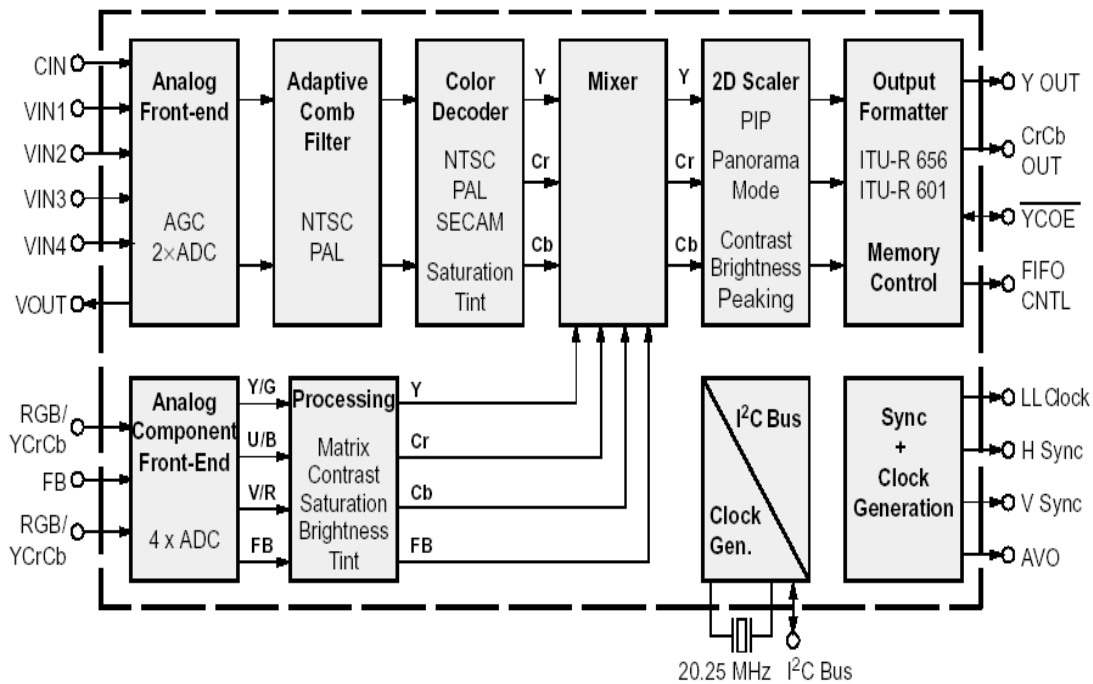 CIN
VIN1
VIN2
VIN3
VIN4
VOUT
Analog
Front-end
AGC
2×ADC
Adaptive
Comb
Filter
NTSC
PAL
Color
Decoder
NTSC
PAL
SECAM
Saturation
Tint
Y
Cr
Cb
Mixer
Y
Cr
Cb
2D Scaler
PIP
Panorama
Mode
Contrast
Brightness
Peaking
Output
Formatter
ITU-R 656
ITU-R 601
Memory
Control
Y OUT
CrCb
OUT
YCOE
FIFO
CNTL
RGB/
YCrCb
FB
RGB/
YCrCb
Analog
Component
Front-End
4 x ADC
Y/G
U/B
V/R
FB
Processing
Matrix
Contrast
Saturation
Brightness
Tint
Y
Cr
Cb
FB
I²C Bus
Clock
Gen.
Sync
+
Clock
Generation
LL Clock
H Sync
V Sync
AVO
20.25 MHz
I²C Bus